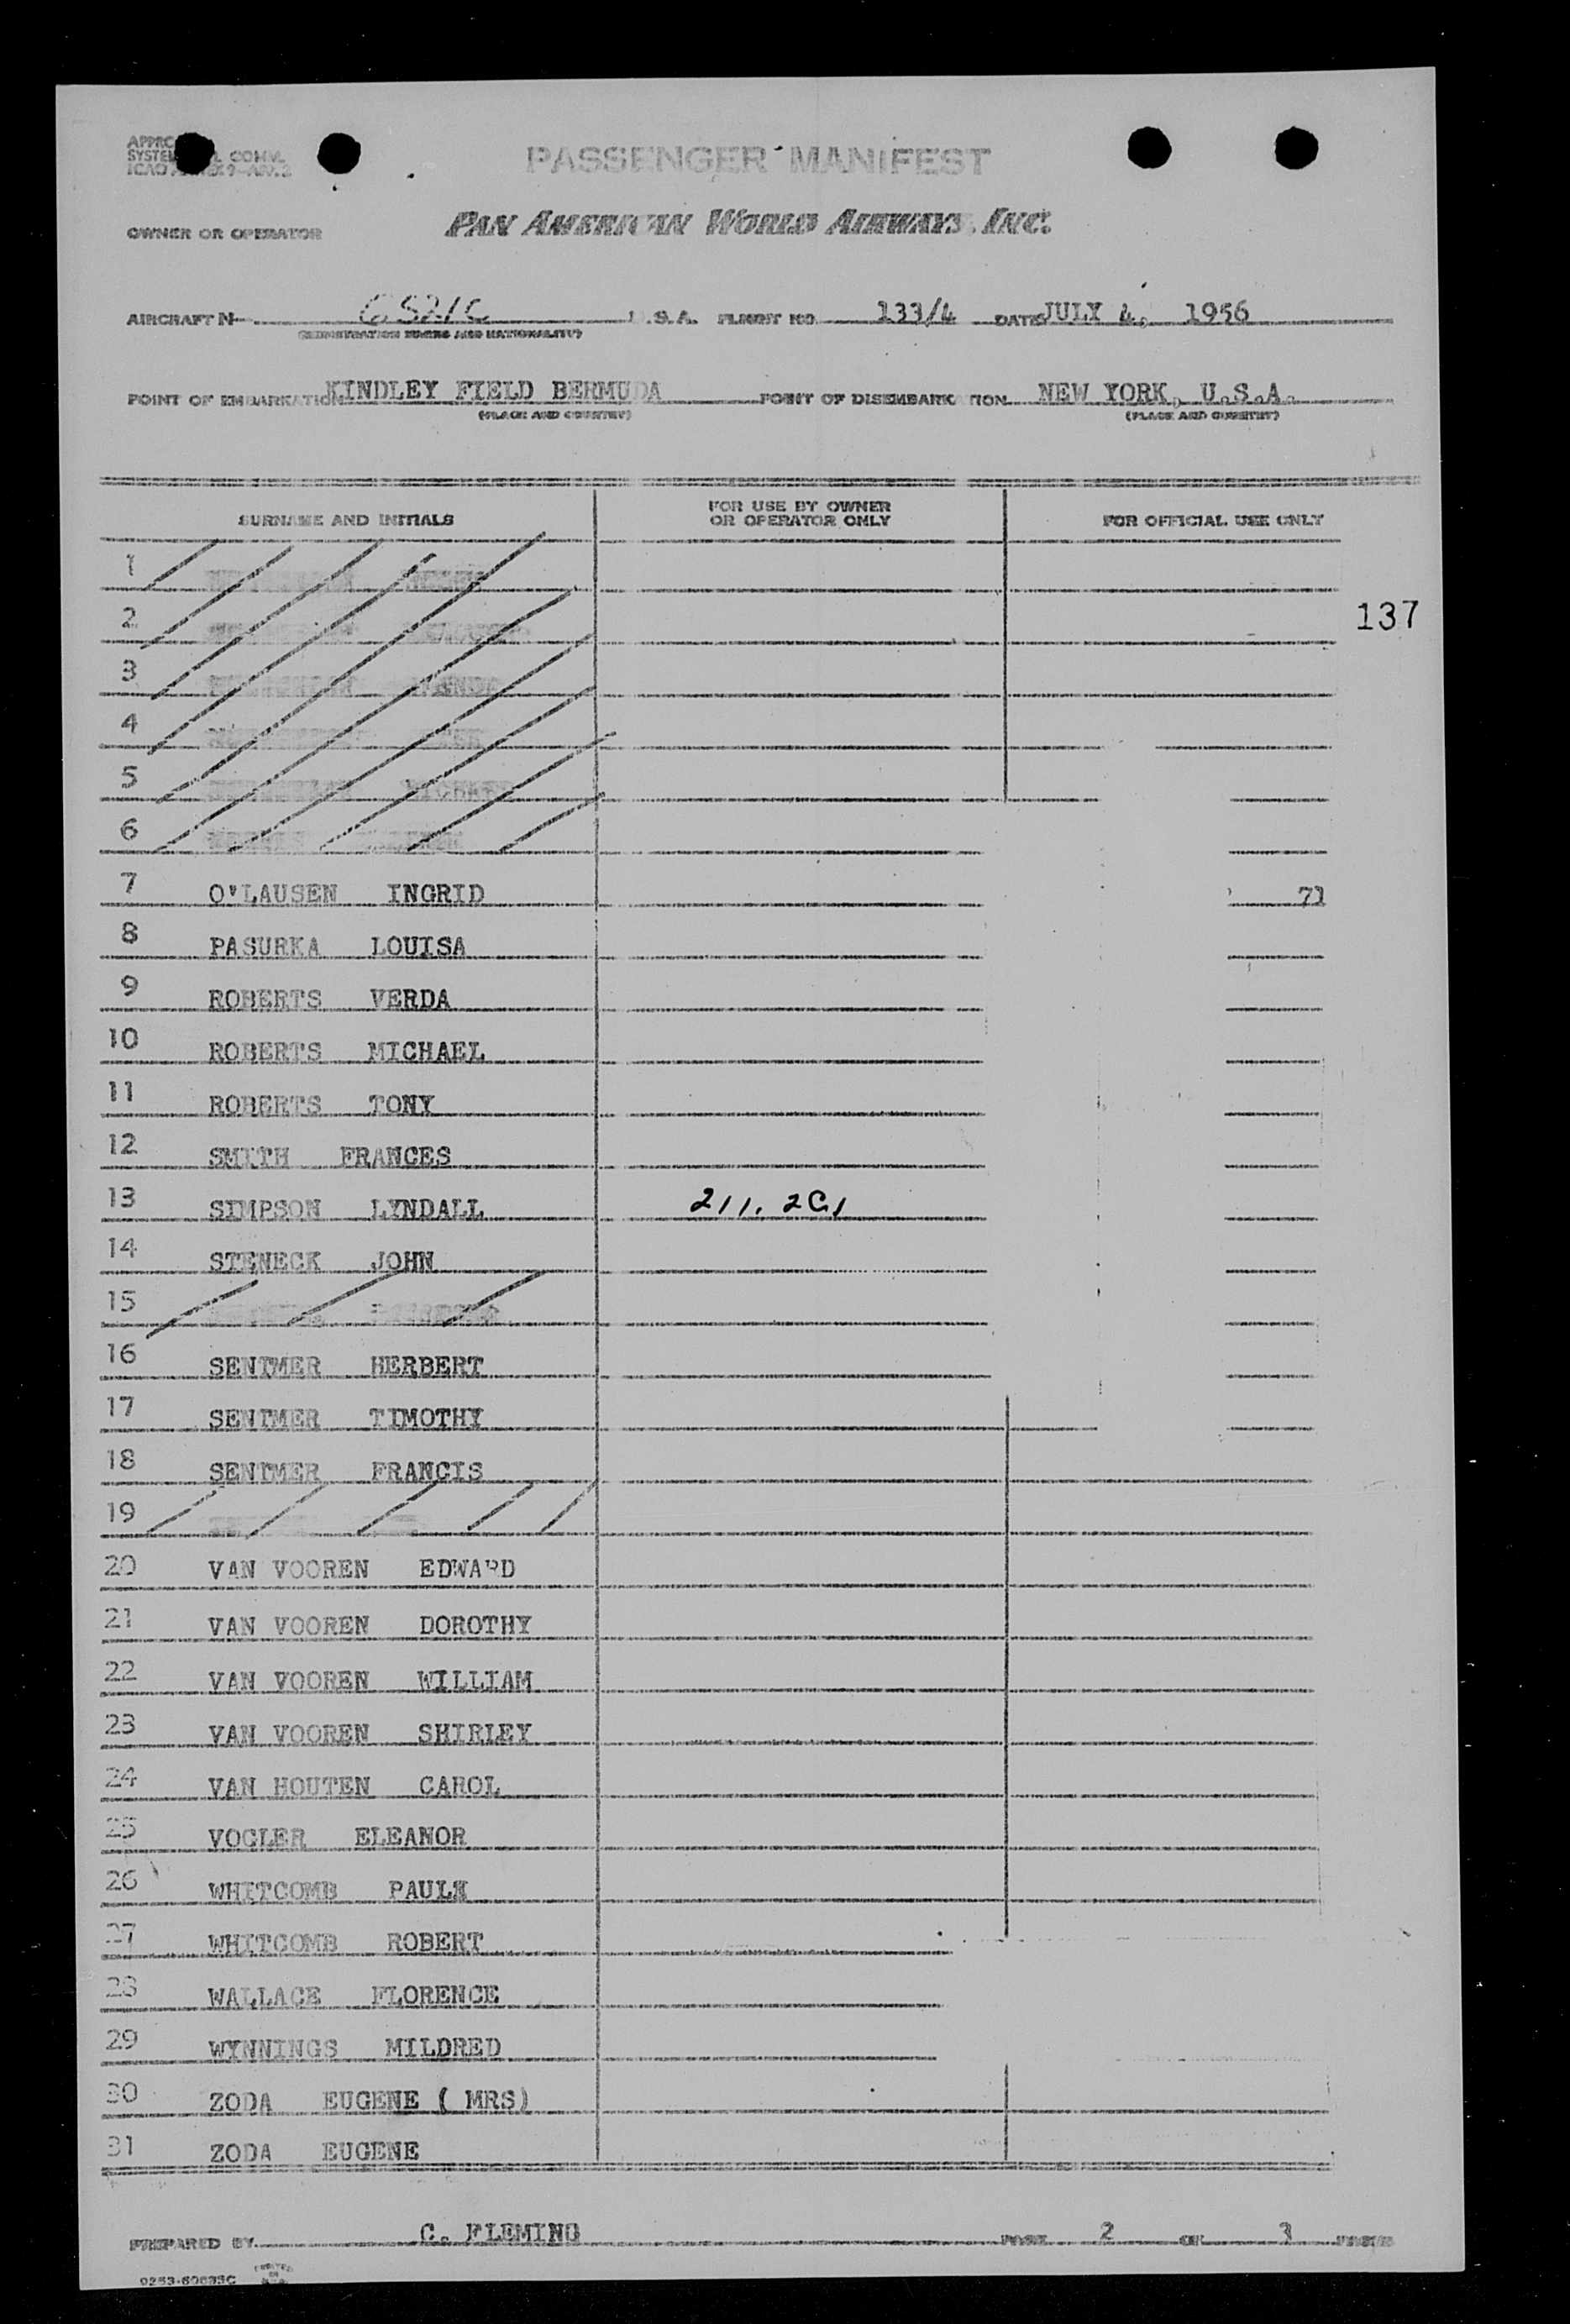 PASSENGER MANIFEST
OWNER OR OPERATOR PAN AMERICAN WORLD AIRWAYS, INC.
AIRCRAFT N U.S.A. FLIGHT NO 133/4 DATE JULY 4, 1956
(REGISTRATION MARKS AND NATIONALITY)
POINT OF EMBARKATION KINDLEY FIELD BERMUDA POINT OF DISEMBARKATION NEW YORK, U.S.A.
(PLACE AND COUNTRY) (PLACE AND COUNTRY)
SURNAME AND INITIALS FOR USE BY OWNER OR OPERATOR ONLY FOR OFFICIAL USE ONLY
1
2 137
3
4
5
6
7 O'LAUSEN INGRID 71
8 PASURKA LOUISA
9 ROBERTS VERDA
10 ROBERTS MICHAEL
11 ROBERTS TONY
12 SMITH FRANCES
13 SIMPSON LYNDALL
14 STENECK JOHN
15
16 SENTMER HERBERT
17 SENTMER TIMOTHY
18 SENTMER FRANCIS
19
20 VAN VOOREN EDWARD
21 VAN VOOREN DOROTHY
22 VAN VOOREN WILLIAM
23 VAN VOOREN SHIRLEY
24 VAN HOUTEN CAROL
25 VOGLER ELEANOR
26 WHITCOMB
27 WHITCOMB ROBERT
28 WALLACE FLORENCE
29 WYNNINGS MILDRED
30 ZODA EUGENE ( MRS)
31 ZODA EUGENE
PREPARED BY C. FLEMING PAGE 2 OF 3 PAGES